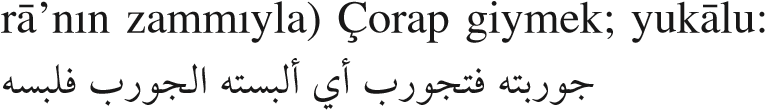 rā’nın zammıyla) Çorap giymek; yukālu:
جوربته فتجورب أي ألبسته الجورب فلبسه